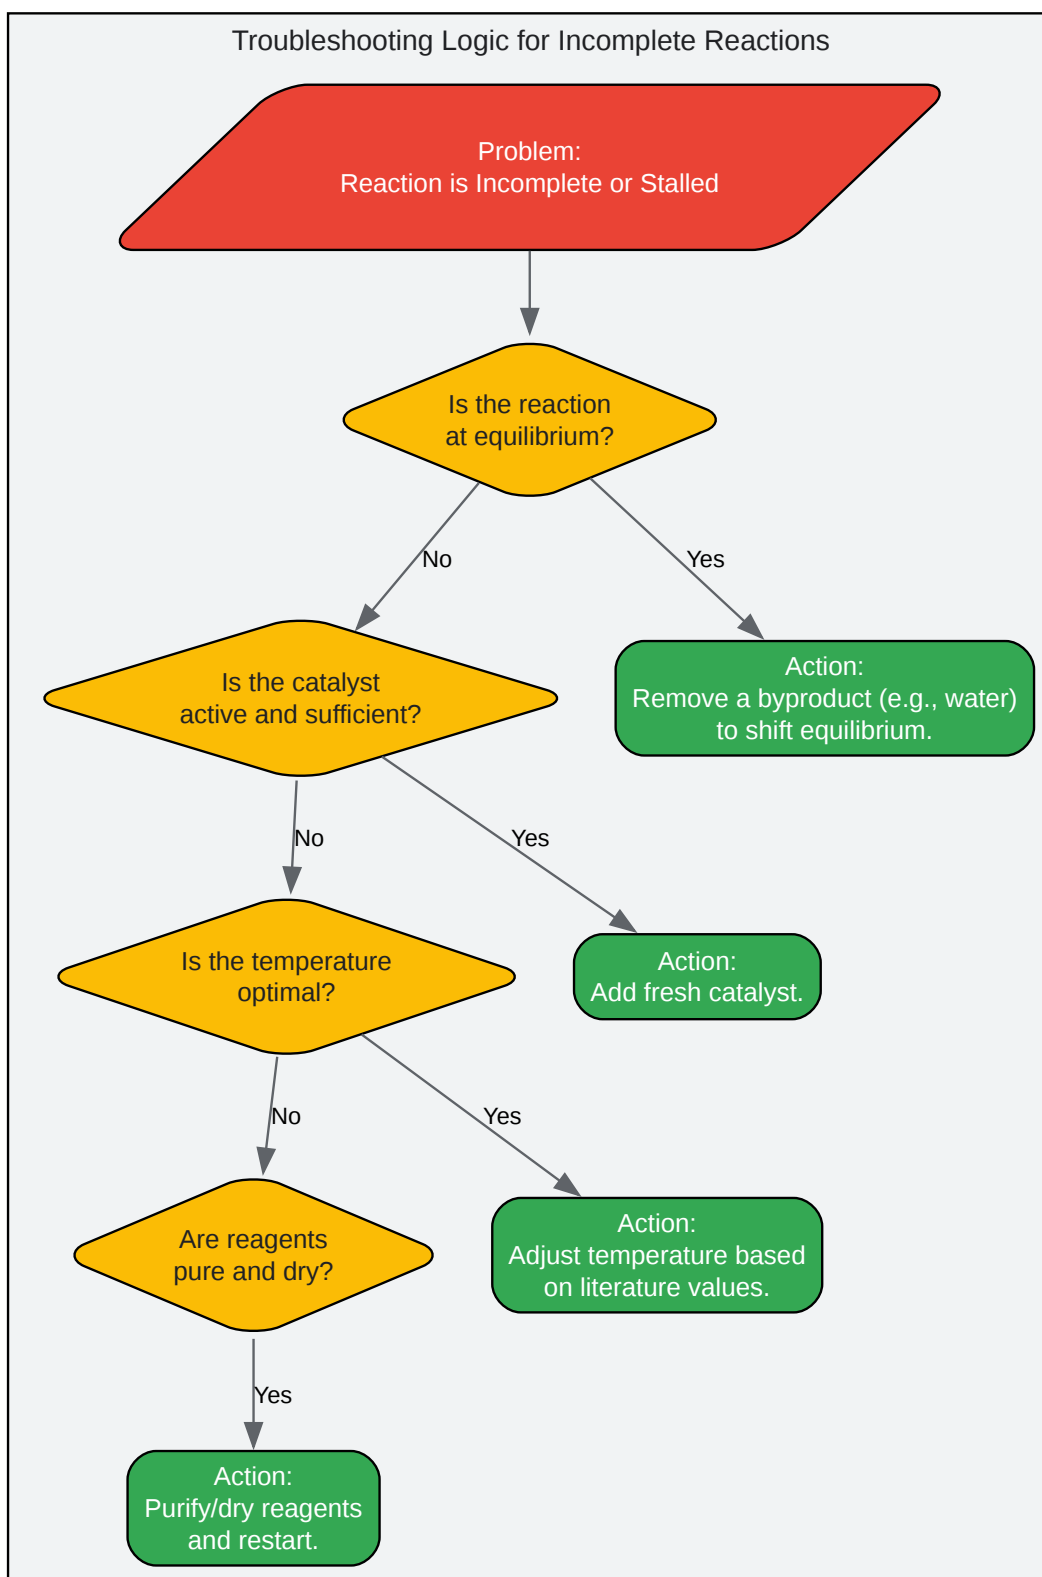 Troubleshooting Logic for Incomplete Reactions
Problem:
Reaction is Incomplete or Stalled
Is the reaction
at equilibrium?
No
Yes
Is the catalyst
active and sufficient?
Action:
Remove a byproduct (e.g., water)
to shift equilibrium.
No
Yes
Is the temperature
optimal?
Action:
Add fresh catalyst.
No
Yes
Are reagents
pure and dry?
Action:
Adjust temperature based
on literature values.
Yes
Action:
Purify/dry reagents
and restart.